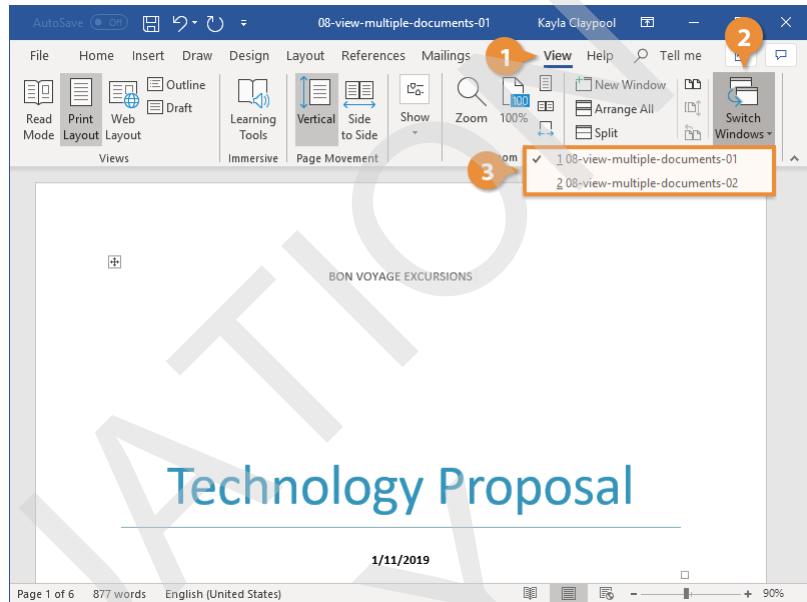 AutoSave Off 08-view-multiple-documents-01 Kayla Claypool
File Home Insert Draw Design Layout References Mailings View Help Tell me
1
2
Read Mode
Print Layout
Web Layout
Outline
Draft
Views
Learning Tools
Immersive
Vertical
Side to Side
Page Movement
Show
Zoom
100
100%
New Window
Arrange All
Split
Switch Windows
3
1 08-view-multiple-documents-01
2 08-view-multiple-documents-02
BON VOYAGE EXCURSIONS
Technology Proposal
1/11/2019
Page 1 of 6 877 words English (United States) 90%